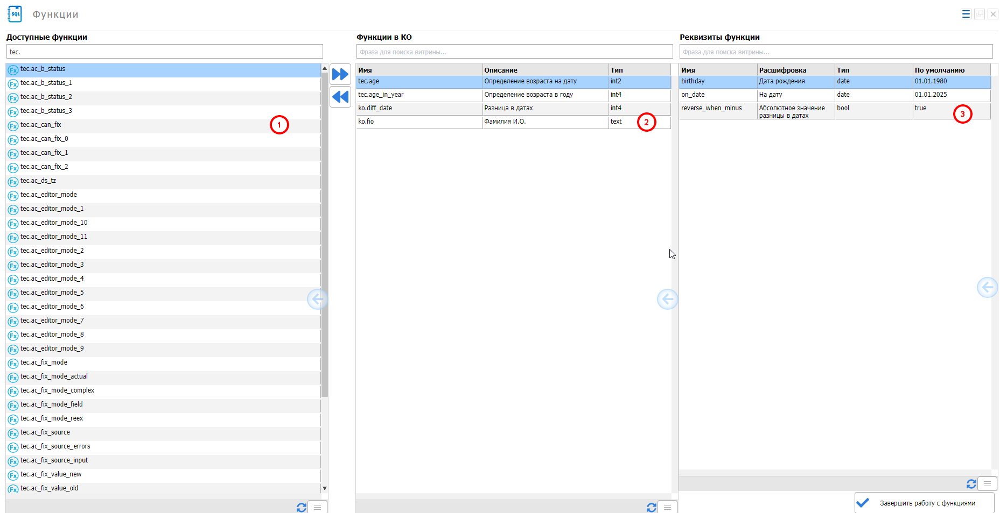 SQL
Функции
Доступные функции
tec.
tec.ac_b_status
tec.ac_b_status_1
tec.ac_b_status_2
tec.ac_b_status_3
tec.ac_can_fix
tec.ac_can_fix_0
tec.ac_can_fix_1
tec.ac_can_fix_2
tec.ac_ds_tz
tec.ac_editor_mode
tec.ac_editor_mode_1
tec.ac_editor_mode_10
tec.ac_editor_mode_11
tec.ac_editor_mode_2
tec.ac_editor_mode_3
tec.ac_editor_mode_4
tec.ac_editor_mode_5
tec.ac_editor_mode_6
tec.ac_editor_mode_7
tec.ac_editor_mode_8
tec.ac_editor_mode_9
tec.ac_fix_mode
tec.ac_fix_mode_actual
tec.ac_fix_mode_complex
tec.ac_fix_mode_field
tec.ac_fix_mode_reex
tec.ac_fix_source
tec.ac_fix_source_errors
tec.ac_fix_source_input
tec.ac_fix_value_new
tec.ac_fix_value_old
1
Функции в КО
Фраза для поиска витрины...
Имя Описание Тип
tec.age Определение возраста на дату int2
tec.age_in_year Определение возраста в году int4
ko.diff_date Разница в датах int4
ko.fio Фамилия И.О. text
2
Реквизиты функции
Фраза для поиска витрины...
Имя Расшифровка Тип По умолчанию
birthday Дата рождения date 01.01.1980
on_date На дату date 01.01.2025
reverse_when_minus Абсолютное значение bool true
разницы в датах
3
Завершить работу с функциями